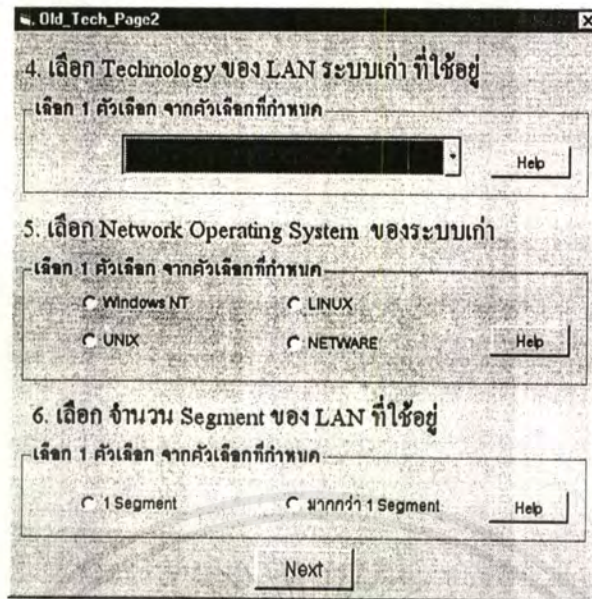 Old_Tech_Page2
4. เลือก Technology ของ LAN ระบบเก่า ที่ใช้อยู่
เลือก 1 ตัวเลือก จากตัวเลือกที่กำหนด
Help
5. เลือก Network Operating System ของระบบเก่า
เลือก 1 ตัวเลือก จากตัวเลือกที่กำหนด
Windows NT LINUX
UNIX NETWARE Help
6. เลือก จำนวน Segment ของ LAN ที่ใช้อยู่
เลือก 1 ตัวเลือก จากตัวเลือกที่กำหนด
1 Segment มากกว่า 1 Segment Help
Next